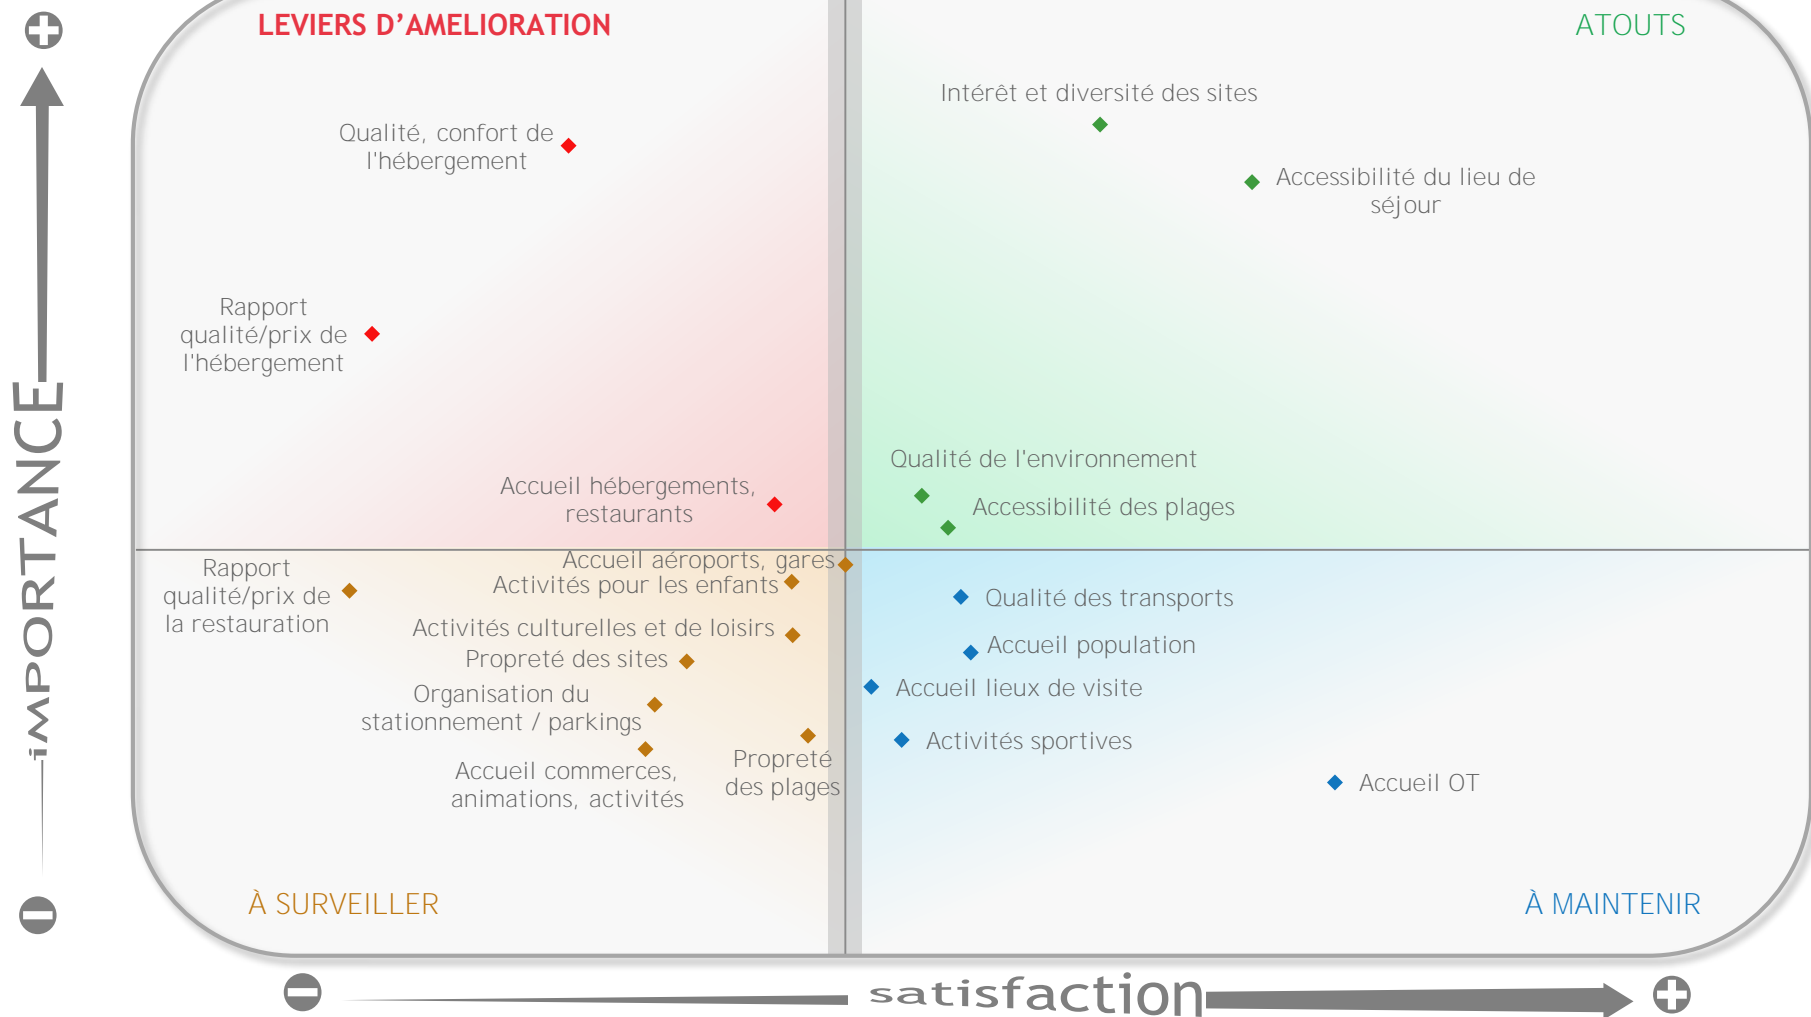 LEVIERS D’AMELIORATION
ATOUTS
Intérêt et diversité des sites
Qualité, confort de
l'hébergement
Accessibilité du lieu de
séjour
Rapport
qualité/prix de
l'hébergement
Qualité de l'environnement
Accueil hébergements,
restaurants
Accessibilité des plages
Accueil aéroports, gares
Activités pour les enfants
Rapport
qualité/prix de
la restauration
Qualité des transports
Activités culturelles et de loisirs
Accueil population
Propreté des sites
Accueil lieux de visite
Organisation du
stationnement / parkings
Activités sportives
Propreté
des plages
Accueil commerces,
animations, activités
Accueil OT
À SURVEILLER
À MAINTENIR
iMPORTANCE
satisfaction